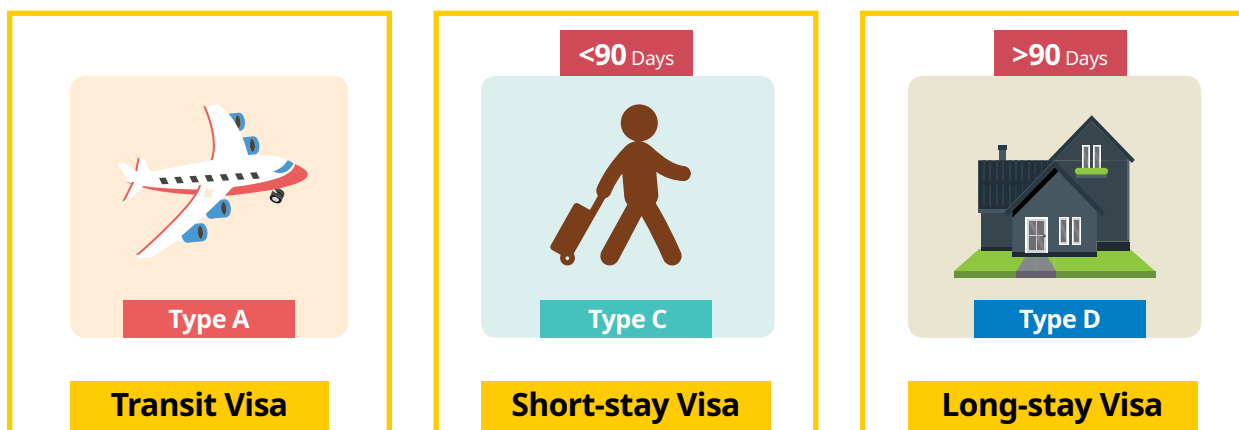 <90 Days
>90 Days
Type A
Type C
Type D
Transit Visa
Short-stay Visa
Long-stay Visa